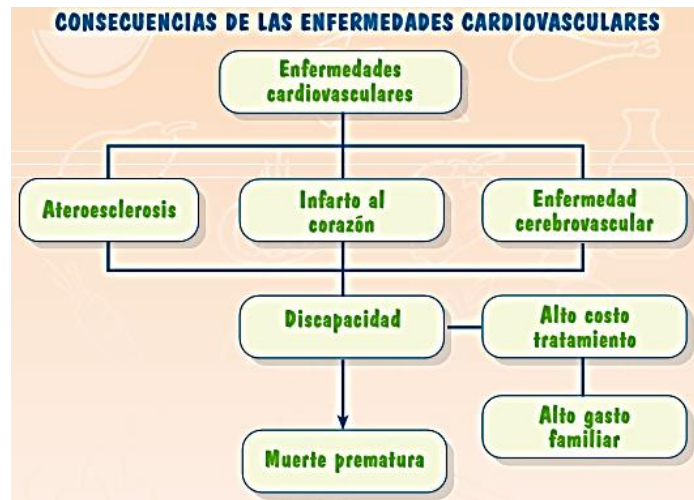 CONSECUENCIAS DE LAS ENFERMEDADES CARDIOVASCULARES
Enfermedades
cardiovasculares
Ateroesclerosis
Infarto al
corazón
Enfermedad
cerebrovascular
Discapacidad
Alto costo
tratamiento
Alto gasto
familiar
Muerte prematura